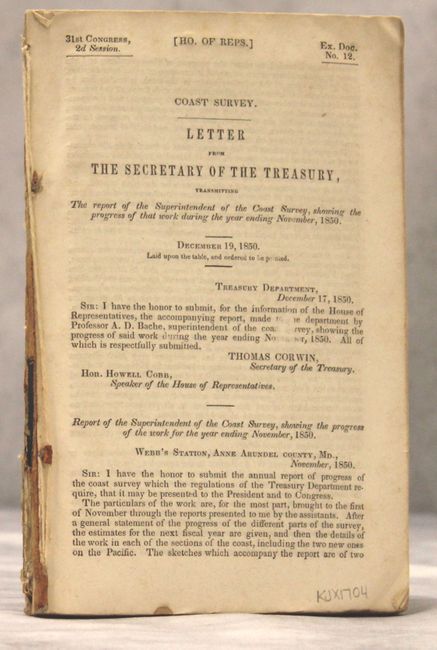 31st Congress,
2d Session.
[HO. OF REPS.]
Ex. Doc.
No. 12.
COAST SURVEY.
LETTER
FROM
THE SECRETARY OF THE TREASURY,
TRANSMITTING
The report of the Superintendent of the Coast Survey, showing the
progress of that work during the year ending November, 1850.
December 19, 1850.
Laid upon the table, and ordered to be
Treasury Department,
December 17, 1850.
Sir: I have the honor to submit, for the information of the House of
Representatives, the accompanying report, made department by
Professor A. D. Bache, superintendent of the showing the
progress of said work during the year ending 1850. All of
which is respectfully submitted.
THOMAS CORWIN,
Secretary of the Treasury.
Hon. Howell Cobb,
Speaker of the House of Representatives.
Report of the Superintendent of the Coast Survey, showing the progress
of the work for the year ending November, 1850.
Webb's Station, Anne Arundel county, Md.,
November, 1850.
Sir: I have the honor to submit the annual report of progress of
the coast survey which the regulations of the Treasury Department re-
quire, that it may be presented to the President and to Congress.
The particulars of the work are, for the most part, brought to the first
of November through the reports presented to me by the assistants. After
a general statement of the progress of the different parts of the survey,
the estimates for the next fiscal year are given, and then the details of
the work in each of the sections of the coast, including the two new ones
on the Pacific. The sketches which accompany the report are of two
KJX1704